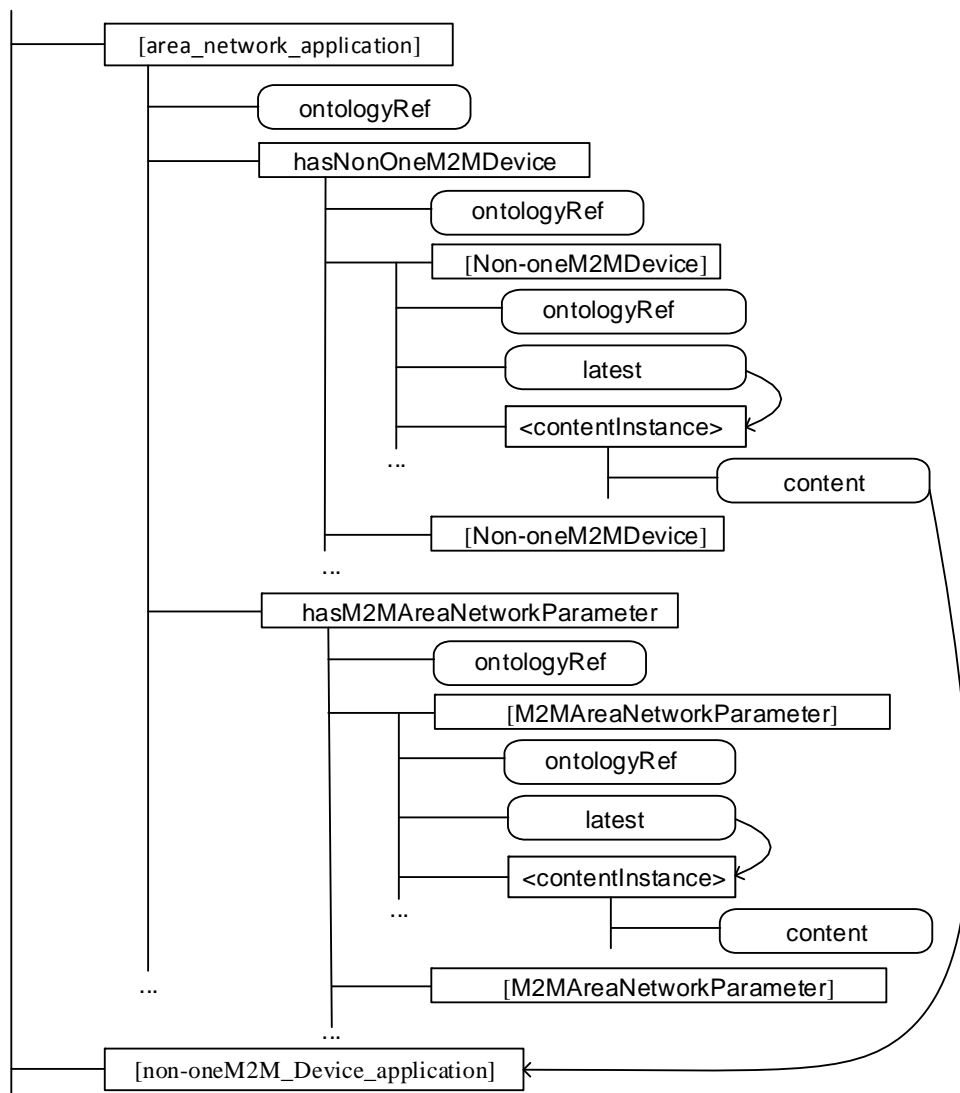 [area_network_application]
ontologyRef
hasNonOneM2MDevice
ontologyRef
[Non-oneM2MDevice]
ontologyRef
latest
<contentInstance>
...
content
[Non-oneM2MDevice]
...
hasM2MAreaNetworkParameter
ontologyRef
[M2MAreaNetworkParameter]
ontologyRef
latest
<contentInstance>
...
content
[M2MAreaNetworkParameter]
...
...
[non-oneM2M_Device_application]